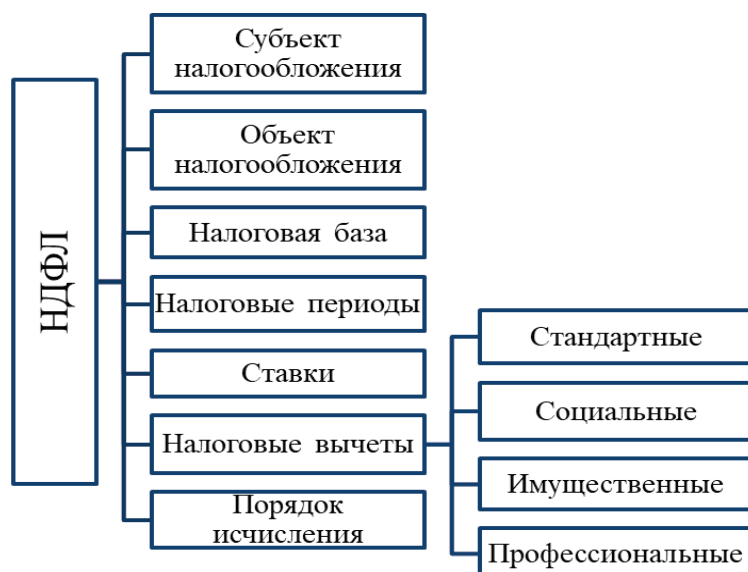 НДФЛ
Субъект
налогообложения
Объект
налогообложения
Налоговая база
Налоговые периоды
Ставки
Налоговые вычеты
Порядок
исчисления
Стандартные
Социальные
Имущественные
Профессиональные